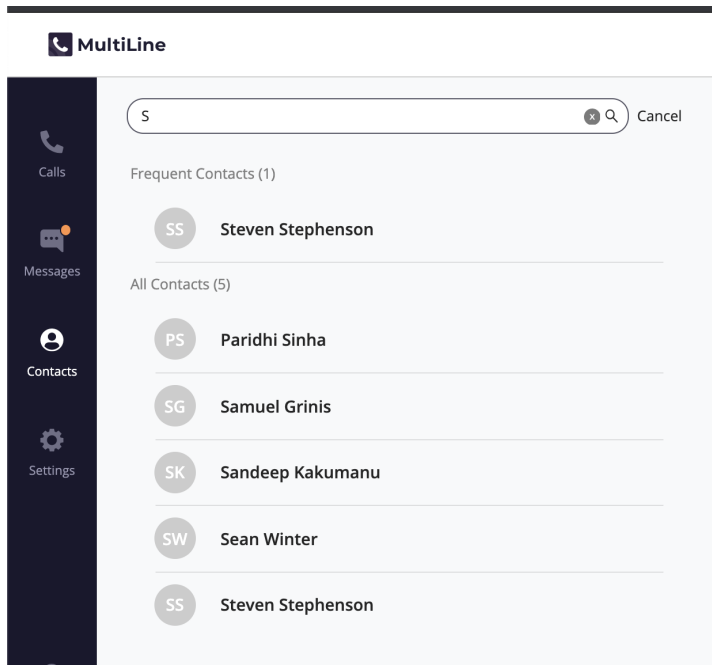 MultiLine
S
x
Cancel
Calls
Messages
Contacts
Settings
Frequent Contacts (1)
SS Steven Stephenson
All Contacts (5)
PS Paridhi Sinha
SG Samuel Grinis
SK Sandeep Kakumanu
SW Sean Winter
SS Steven Stephenson